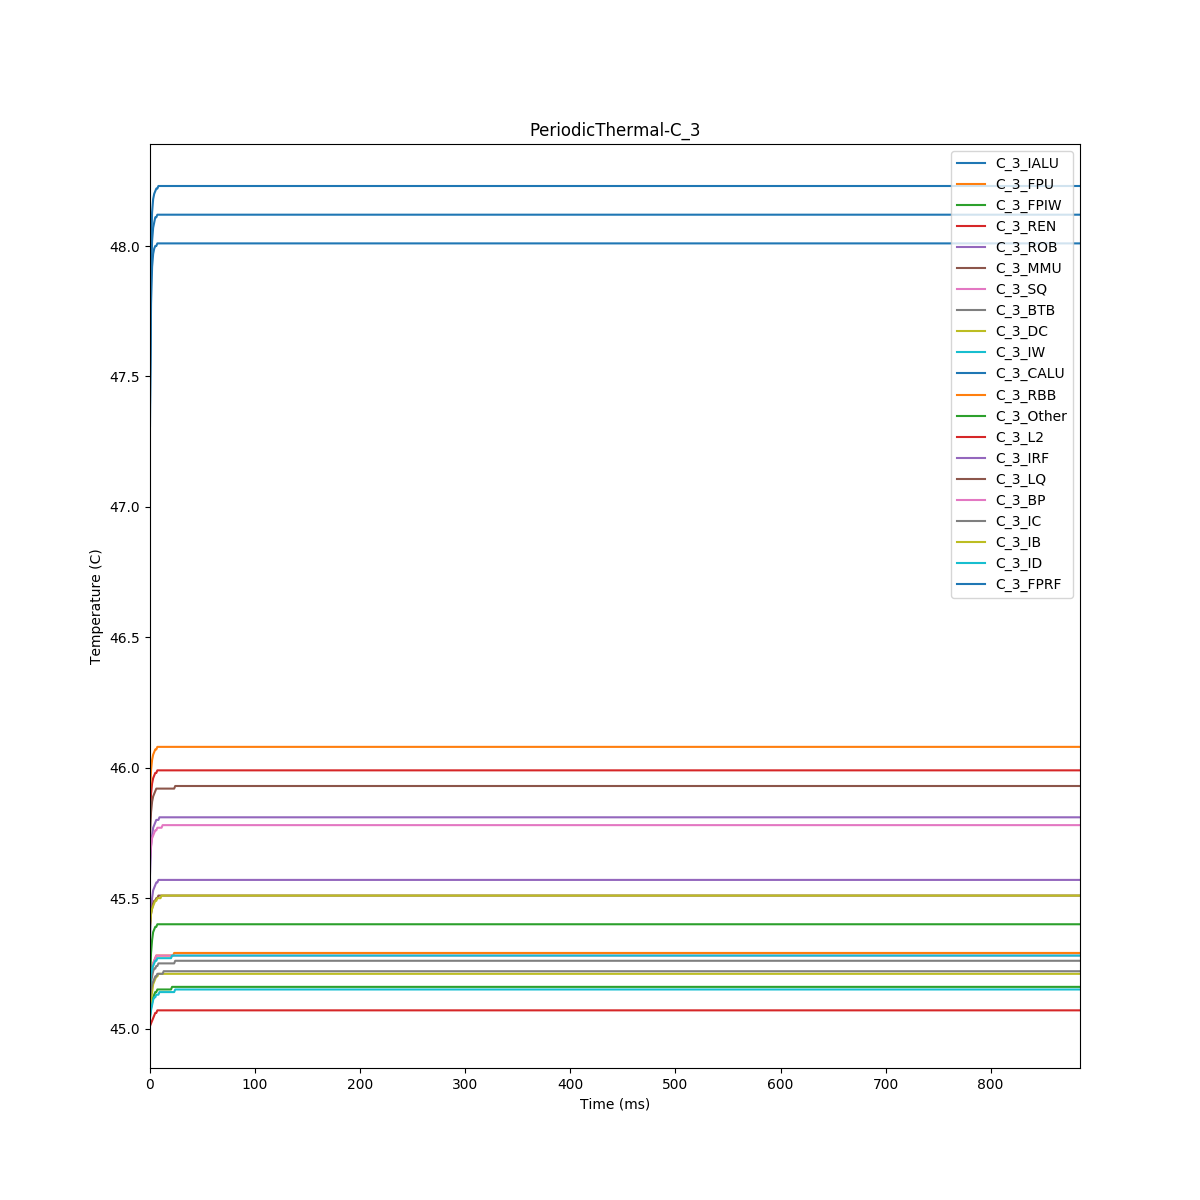 PeriodicThermal-C_3
C_3_IALU
C_3_FPU
C_3_FPIW
C_3_REN
C_3_ROB
C_3_MMU
C_3_SQ
C_3_BTB
C_3_DC
C_3_IW
C_3_CALU
C_3_RBB
C_3_Other
C_3_L2
C_3_IRF
C_3_LQ
C_3_BP
C_3_IC
C_3_IB
C_3_ID
C_3_FPRF
48.0
47.5
47.0
46.5
46.0
45.5
45.0
Temperature (C)
0 100 200 300 400 500 600 700 800
Time (ms)